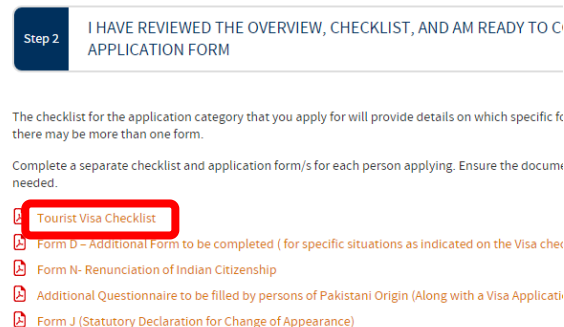 Step 2
I HAVE REVIEWED THE OVERVIEW, CHECKLIST, AND AM READY TO
APPLICATION FORM
The checklist for the application category that you apply for will provide details on which specific
there may be more than one form.
Complete a separate checklist and application form/s for each person applying. Ensure the
needed.
Tourist Visa Checklist
Form D – Additional Form to be completed ( for specific situations as indicated on the Visa
Form N- Renunciation of Indian Citizenship
Additional Questionnaire to be filled by persons of Pakistani Origin (Along with a Visa
Form J (Statutory Declaration for Change of Appearance)